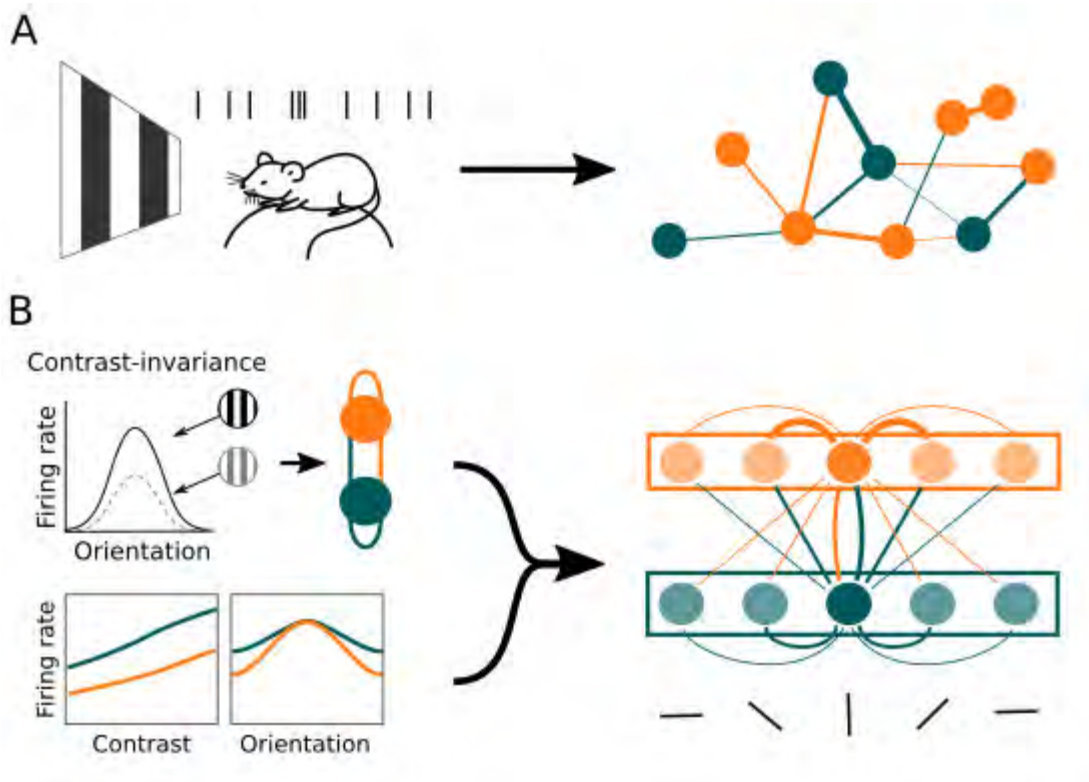 A
B
Contrast-invariance
Firing rate
Orientation
Firing rate
Contrast
Orientation